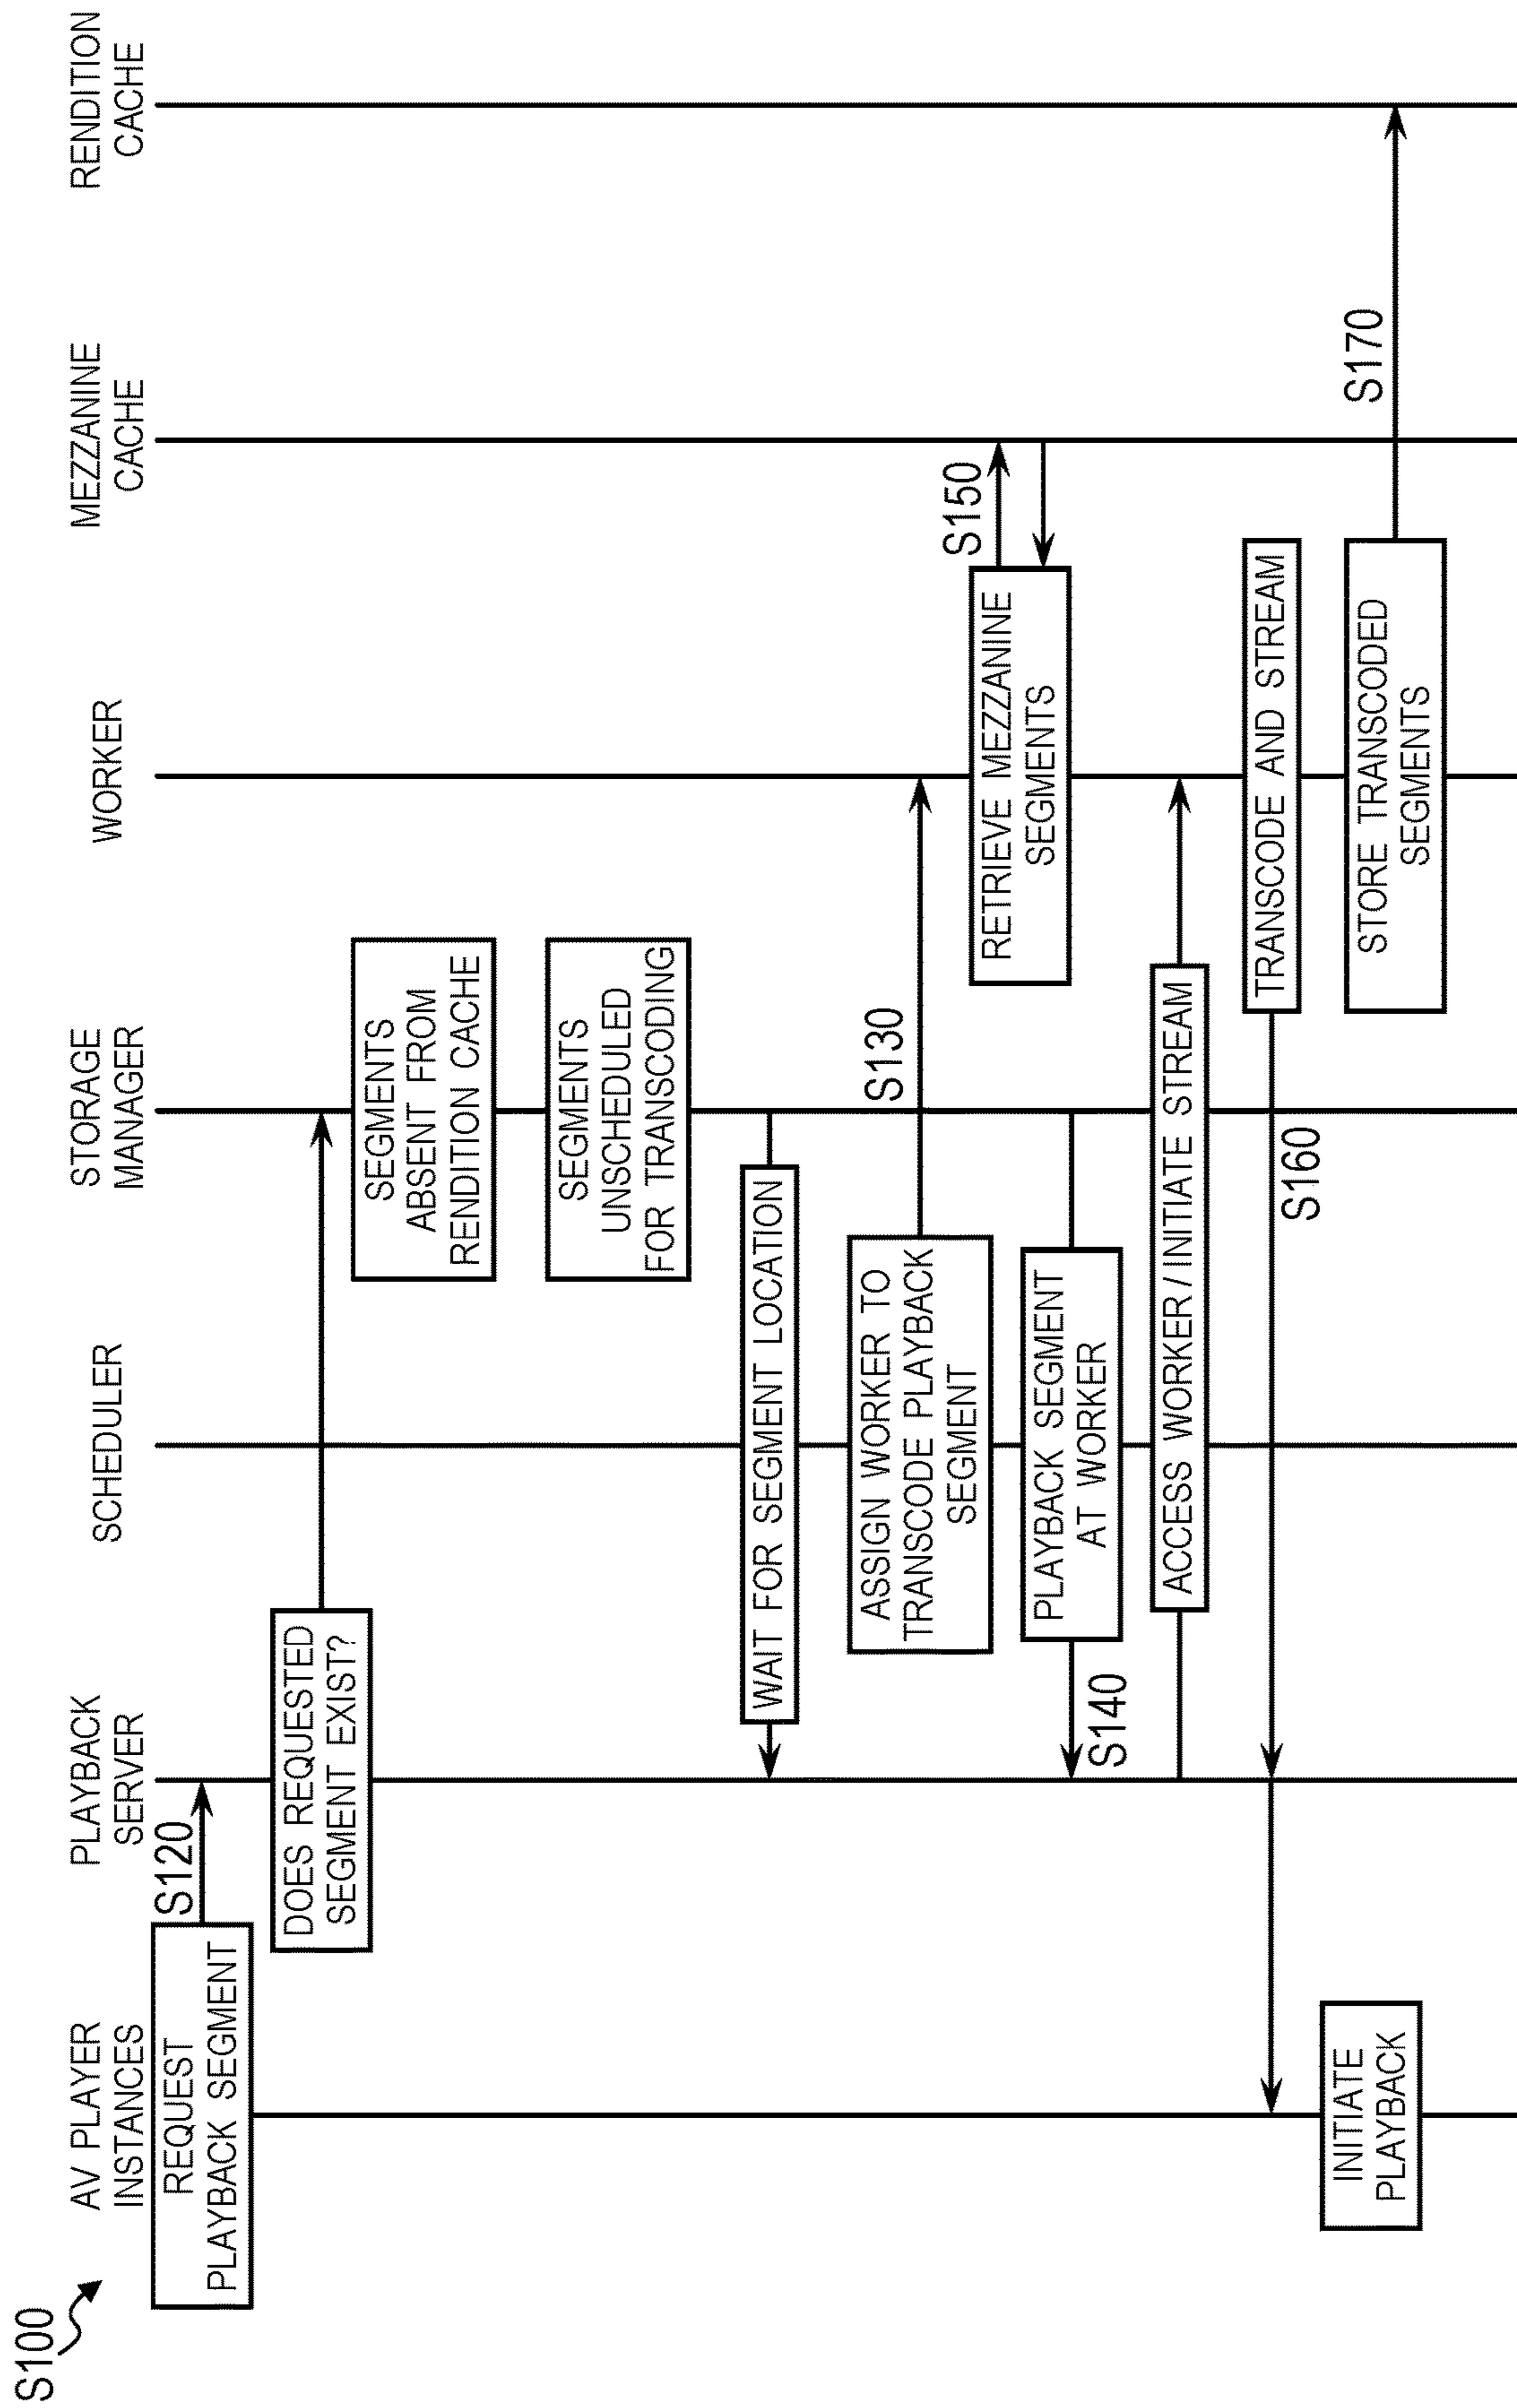 S100
AV PLAYER
INSTANCES
PLAYBACK
SERVER
SCHEDULER
STORAGE
MANAGER
WORKER
MEZZANINE
CACHE
RENDITION
CACHE
REQUEST
PLAYBACK SEGMENT
S120
DOES REQUESTED
SEGMENT EXIST?
SEGMENTS
ABSENT FROM
RENDITION CACHE
SEGMENTS
UNSCHEDULED
FOR TRANSCODING
WAIT FOR SEGMENT LOCATION
ASSIGN WORKER TO
TRANSCODE PLAYBACK
SEGMENT
S130
PLAYBACK SEGMENT
AT WORKER
S140
RETRIEVE MEZZANINE
SEGMENTS
S150
ACCESS WORKER / INITIATE STREAM
TRANSCODE AND STREAM
S160
INITIATE
PLAYBACK
STORE TRANSCODED
SEGMENTS
S170